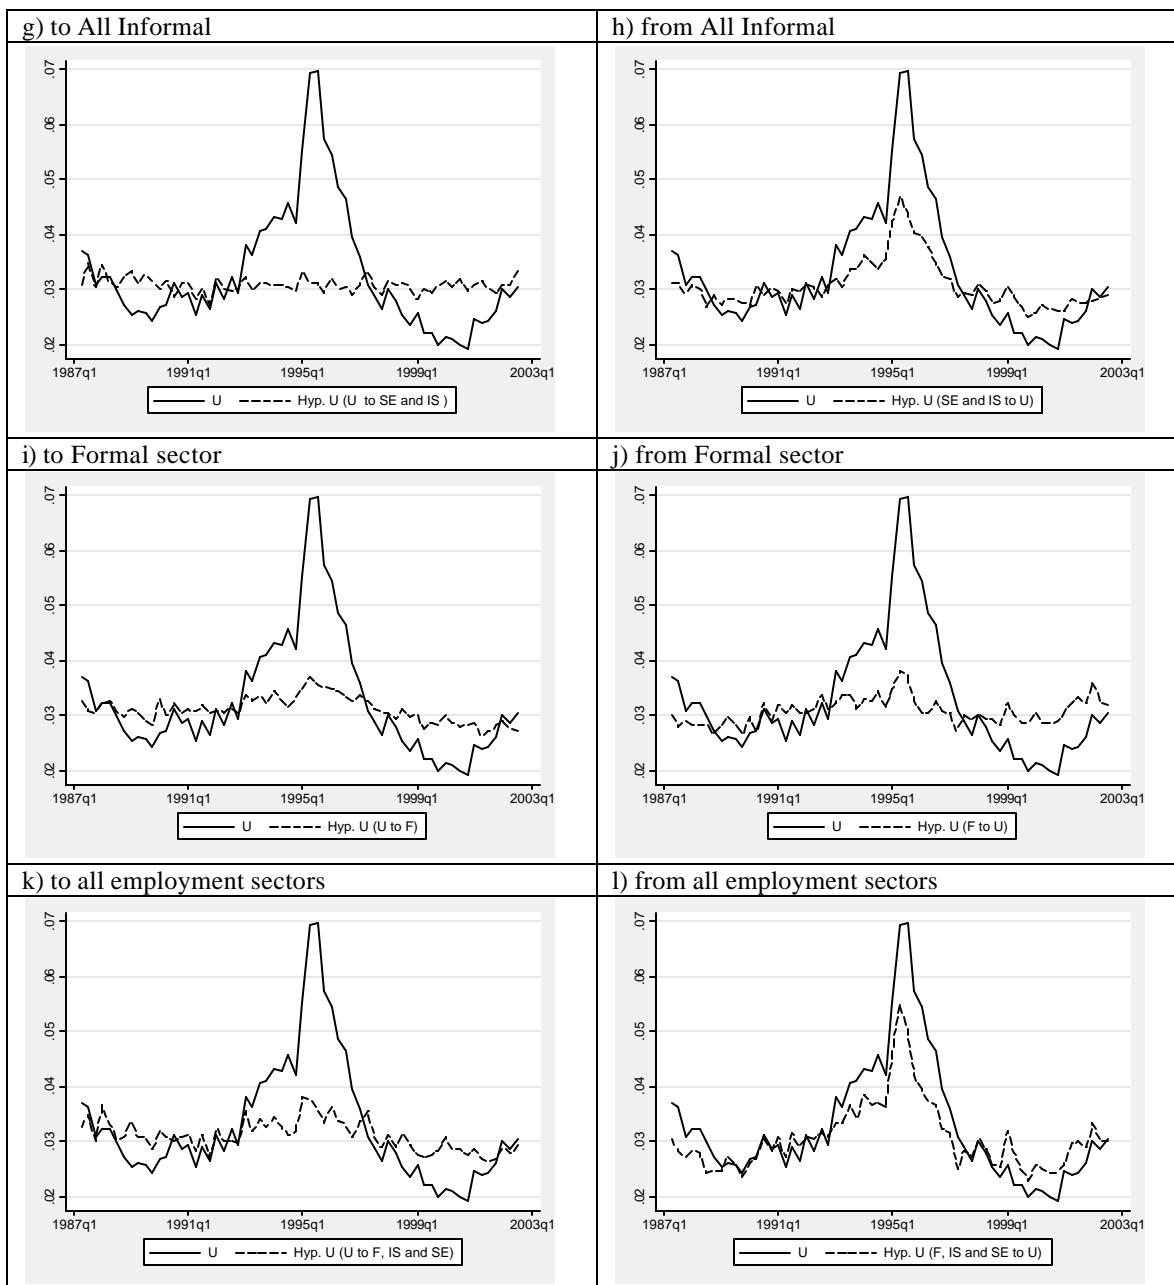 g) to All Informal
h) from All Informal
.07
.06
.05
.04
.03
.02
1987q1 1991q1 1995q1 1999q1 2003q1
U Hyp. U (U to SE and IS )
.07
.06
.05
.04
.03
.02
1987q1 1991q1 1995q1 1999q1 2003q1
U Hyp. U (SE and IS to U)
i) to Formal sector
j) from Formal sector
.07
.06
.05
.04
.03
.02
1987q1 1991q1 1995q1 1999q1 2003q1
U Hyp. U (U to F)
.07
.06
.05
.04
.03
.02
1987q1 1991q1 1995q1 1999q1 2003q1
U Hyp. U (F to U)
k) to all employment sectors
l) from all employment sectors
.07
.06
.05
.04
.03
.02
1987q1 1991q1 1995q1 1999q1 2003q1
U Hyp. U (U to F, IS and SE)
.07
.06
.05
.04
.03
.02
1987q1 1991q1 1995q1 1999q1 2003q1
U Hyp. U (F, IS and SE to U)